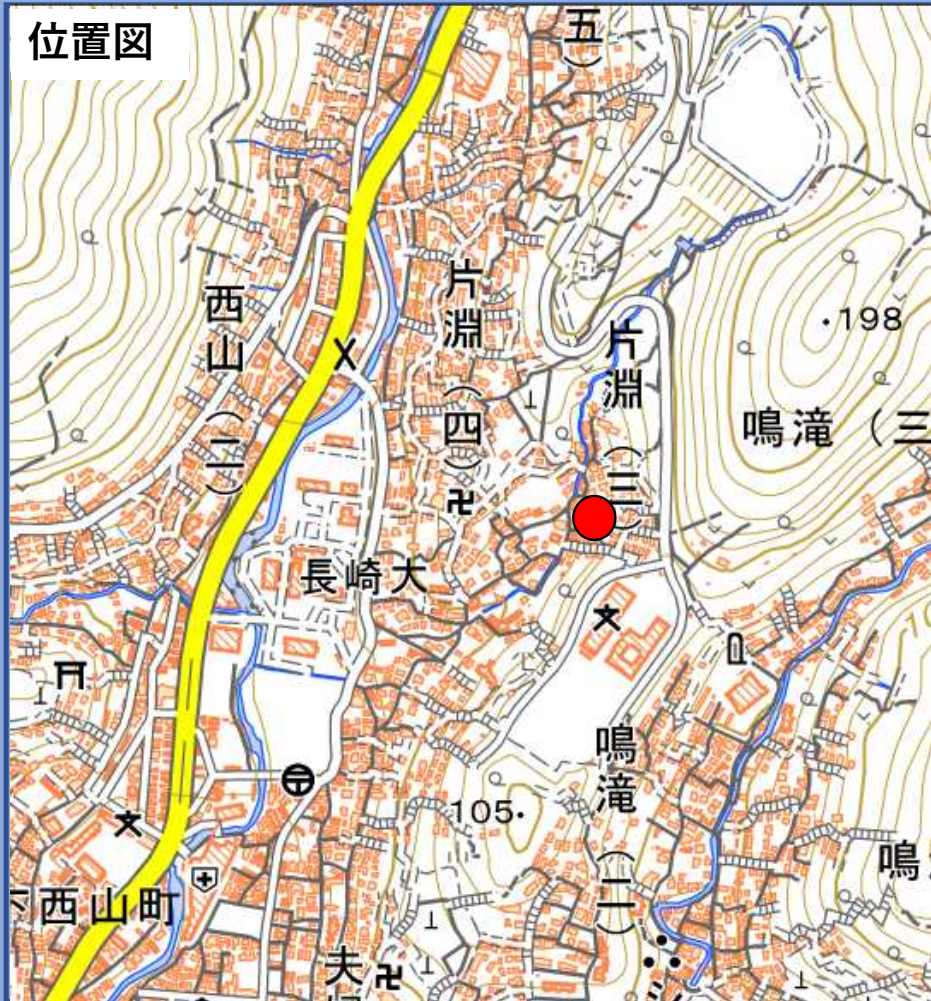 位置図
五)
西山(二)
片淵(四)
片淵(三)
198
鳴滝(三
長崎大
鳴滝(二)
105
下西山町
夫